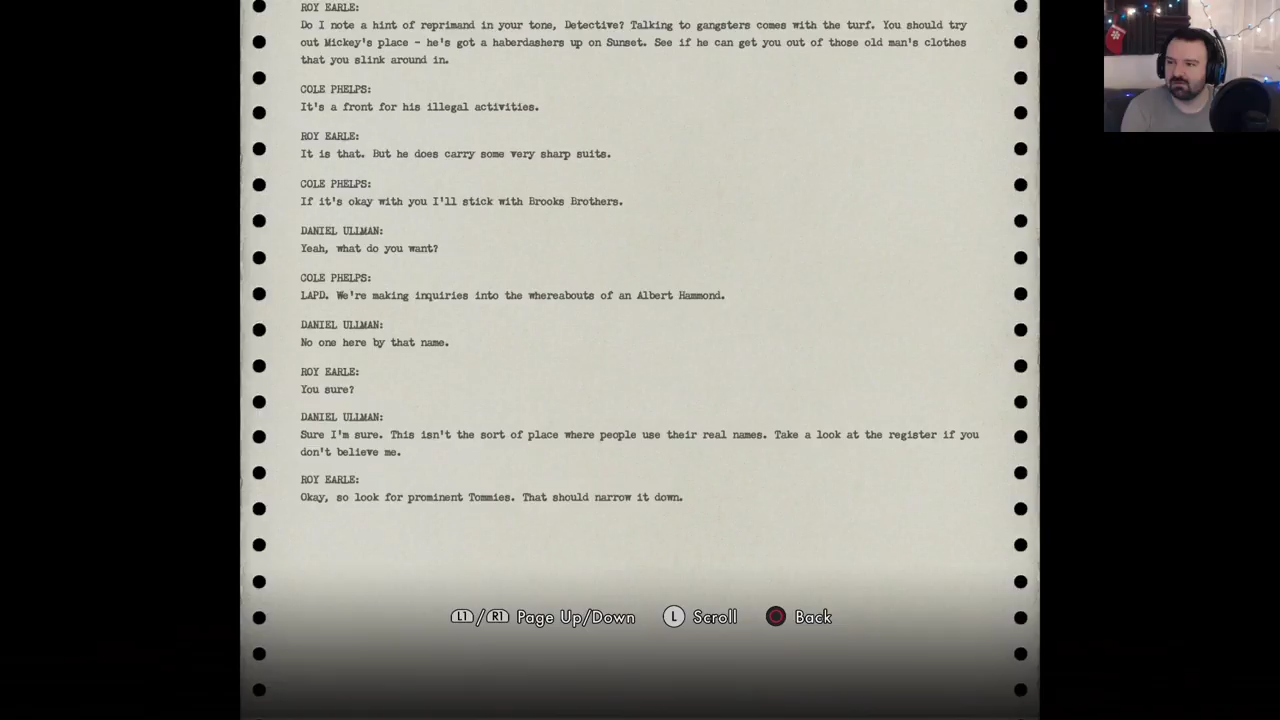 ROY EARLE:
Do I note a hint of reprimand in your tone, Detective? Talking to gangsters comes with the turf. You should try
out Mickey's place - he's got a haberdashers up on Sunset. See if he can get you out of those old man's clothes
that you slink around in.
COLE PHELPS:
It's a front for his illegal activities.
ROY EARLE:
It is that. But he does carry some very sharp suits.
COLE PHELPS:
If it's okay with you I'll stick with Brooks Brothers.
DANIEL ULLMAN:
Yeah, what do you want?
COLE PHELPS:
LAPD. We're making inquiries into the whereabouts of an Albert Hammond.
DANIEL ULLMAN:
No one here by that name.
ROY EARLE:
You sure?
DANIEL ULLMAN:
Sure I'm sure. This isn't the sort of place where people use their real names. Take a look at the register if you
don't believe me.
ROY EARLE:
Okay, so look for prominent Tommies. That should narrow it down.
L1/R1 Page Up/Down L Scroll Back